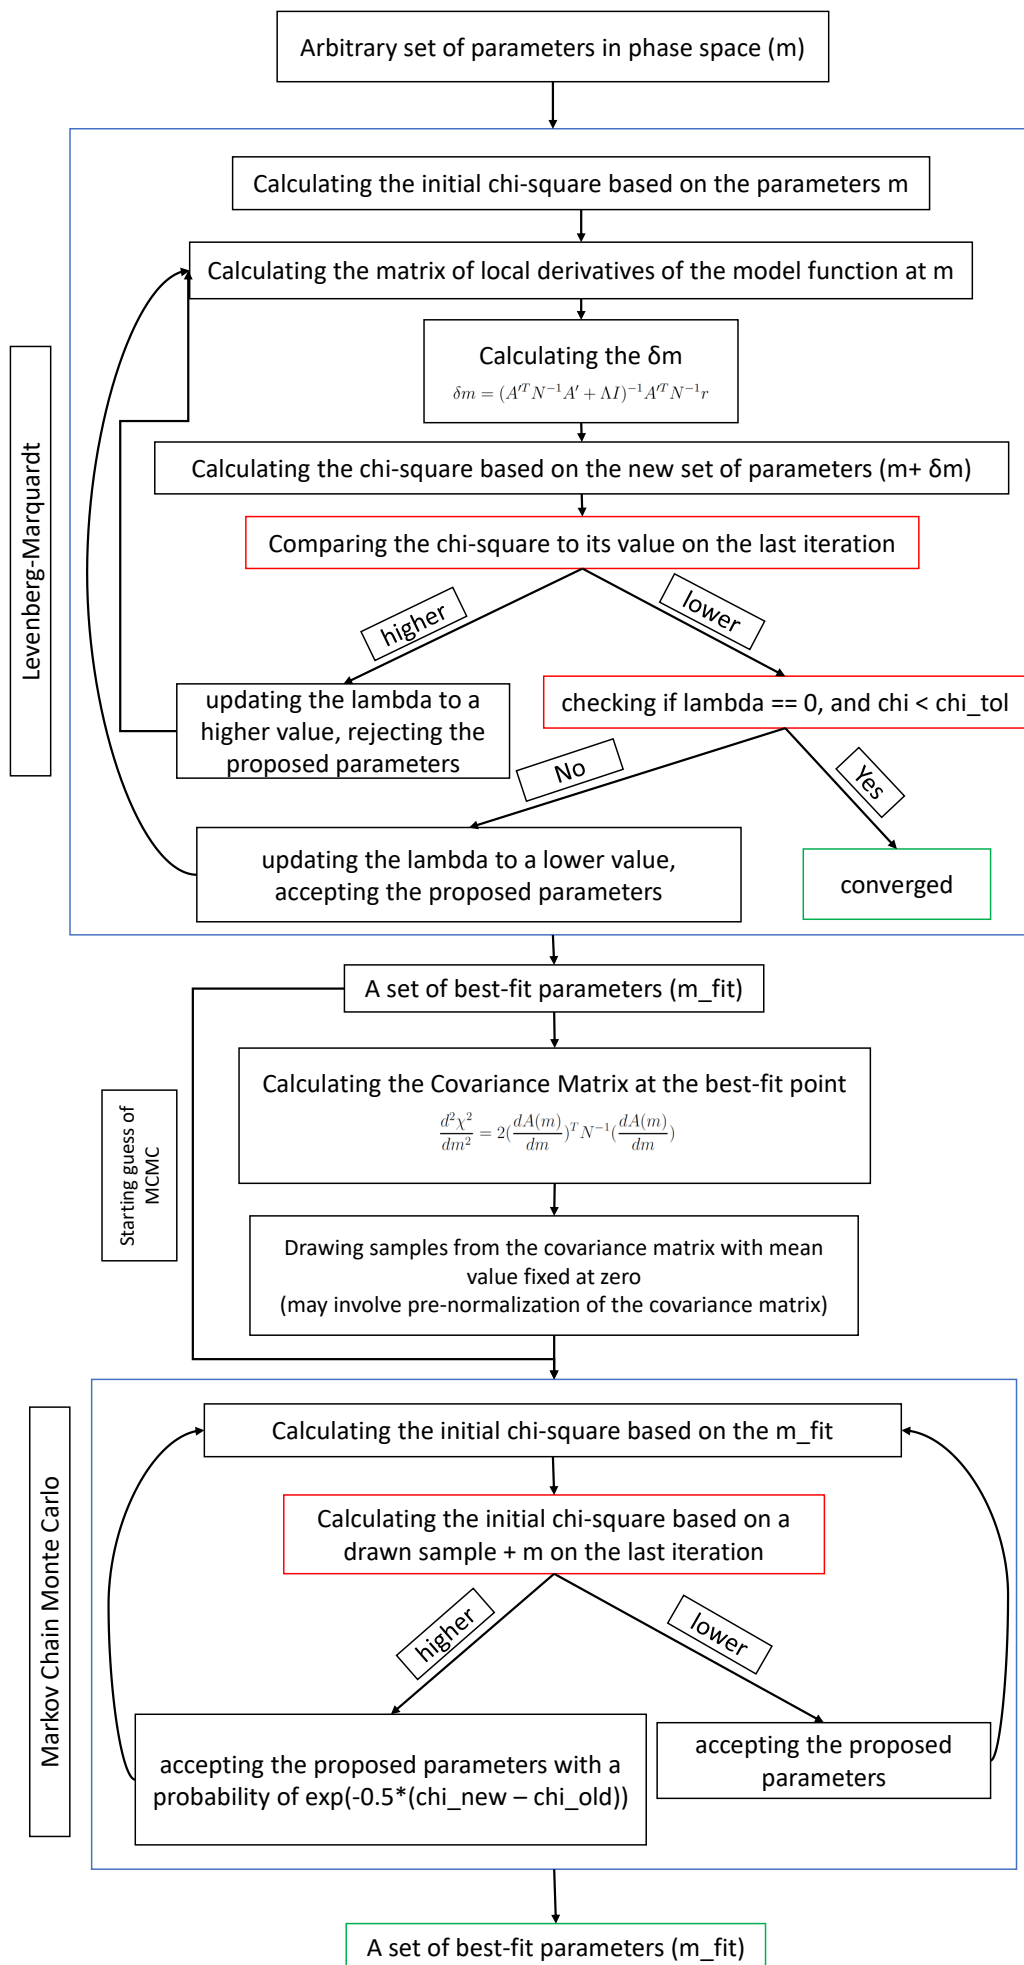 Arbitrary set of parameters in phase space (m)
Calculating the initial chi-square based on the parameters m
Calculating the matrix of local derivatives of the model function at m
Calculating the δm
δm = (A′ᵀN⁻¹A′ + ΛI)⁻¹A′ᵀN⁻¹r
Calculating the chi-square based on the new set of parameters (m+ δm)
Comparing the chi-square to its value on the last iteration
higher
lower
updating the lambda to a
higher value, rejecting the
proposed parameters
checking if lambda == 0, and chi < chi_tol
No
Yes
updating the lambda to a lower value,
accepting the proposed parameters
converged
Levenberg-Marquardt
A set of best-fit parameters (m_fit)
Calculating the Covariance Matrix at the best-fit point
d²χ²/dm² = 2(dA(m)/dm)ᵀN⁻¹(dA(m)/dm)
Starting guess of
MCMC
Drawing samples from the covariance matrix with mean
value fixed at zero
(may involve pre-normalization of the covariance matrix)
Markov Chain Monte Carlo
Calculating the initial chi-square based on the m_fit
Calculating the initial chi-square based on a
drawn sample + m on the last iteration
higher
lower
accepting the proposed parameters with a
probability of exp(-0.5*(chi_new – chi_old))
accepting the proposed
parameters
A set of best-fit parameters (m_fit)